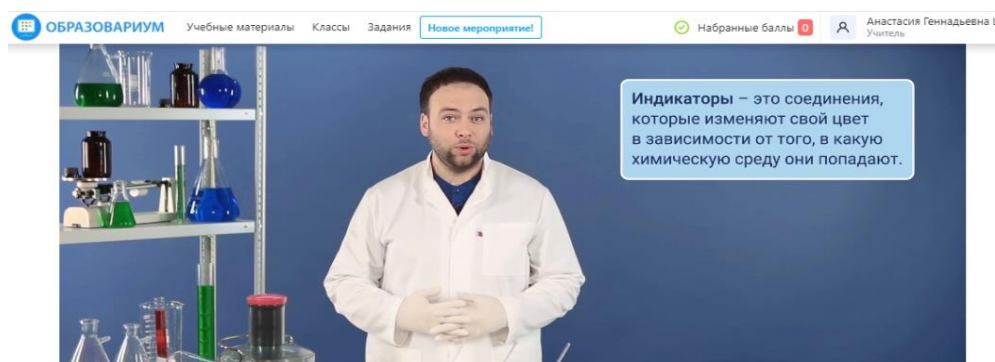 ОБРАЗОВАРИУМ Учебные материалы Классы Задания Новое мероприятие! Набранные баллы 0 Анастасия Геннадьевна
Учитель
Индикаторы – это соединения,
которые изменяют свой цвет
в зависимости от того, в какую
химическую среду они попадают.